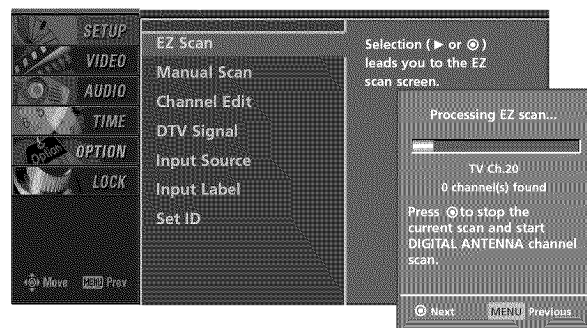 SETUP
VIDEO
AUDIO
TIME
OPTION
LOCK
Option
Move MENU Prev
EZ Scan
Manual Scan
Channel Edit
DTV Signal
Input Source
Input Label
Set ID
Selection ( ► or ◉ )
leads you to the EZ
scan screen.
Processing EZ scan...
TV Ch.20
0 channel(s) found
Press ◉ to stop the
current scan and start
DIGITAL ANTENNA channel
scan.
◉ Next MENU Previous